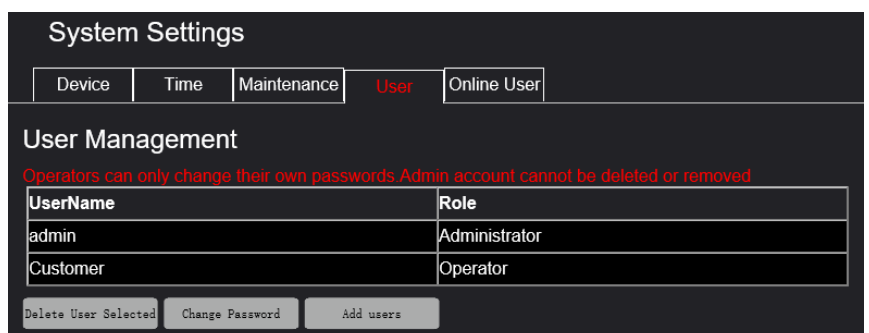 System Settings
Device Time Maintenance User Online User
User Management
Operators can only change their own passwords.Admin account cannot be deleted or removed
UserName Role
admin Administrator
Customer Operator
Delete User Selected Change Password Add users